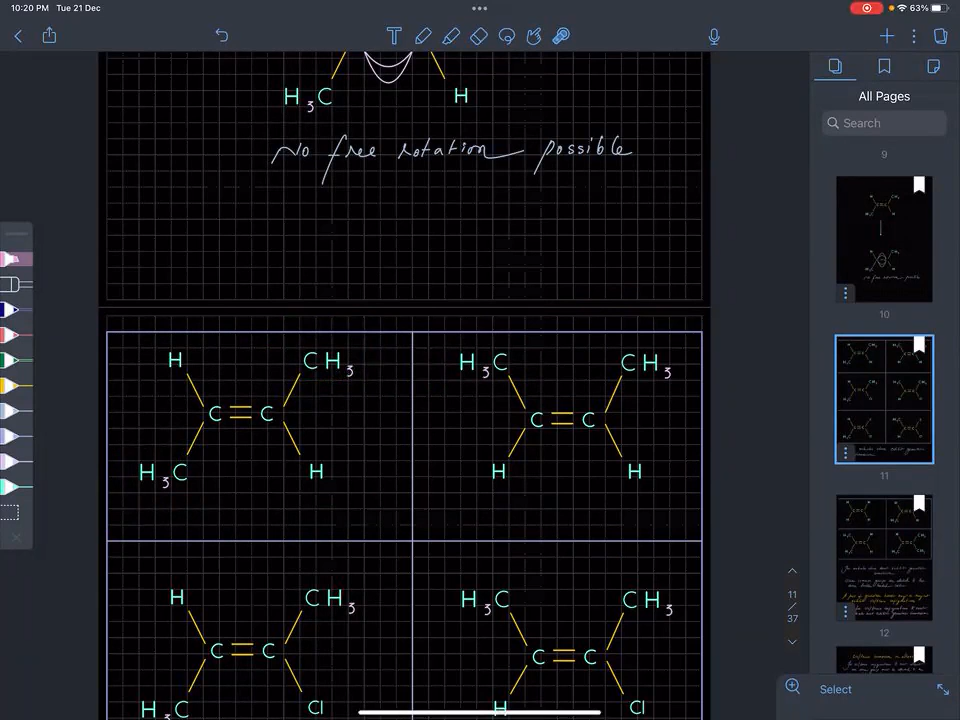 10:20 PM Tue 21 Dec
63%
T
All Pages
Search
H3C H
No free rotation possible
9
10
H CH3
C = C
H3C H
H3C CH3
C = C
H H
11
11
/
37
12
H CH3
C = C
H3C Cl
H3C CH3
C = C
H Cl
Select